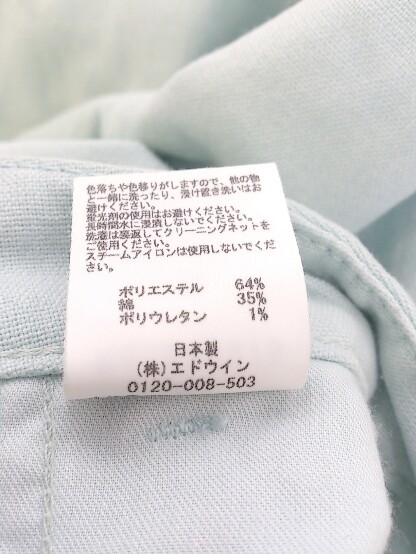 色落ちや色移りがしますので、他の物
と一緒に洗ったり、浸け置き洗いはお
避けください。
蛍光剤の使用はお避けください。
長時間水に浸漬しないでください。
洗濯は裏返してクリーニングネットを
ご使用ください。
スチームアイロンは使用しないでくだ
さい。
ポリエステル 64%
綿 35%
ポリウレタン 1%
日本製
(株)エドウイン
0120-008-503